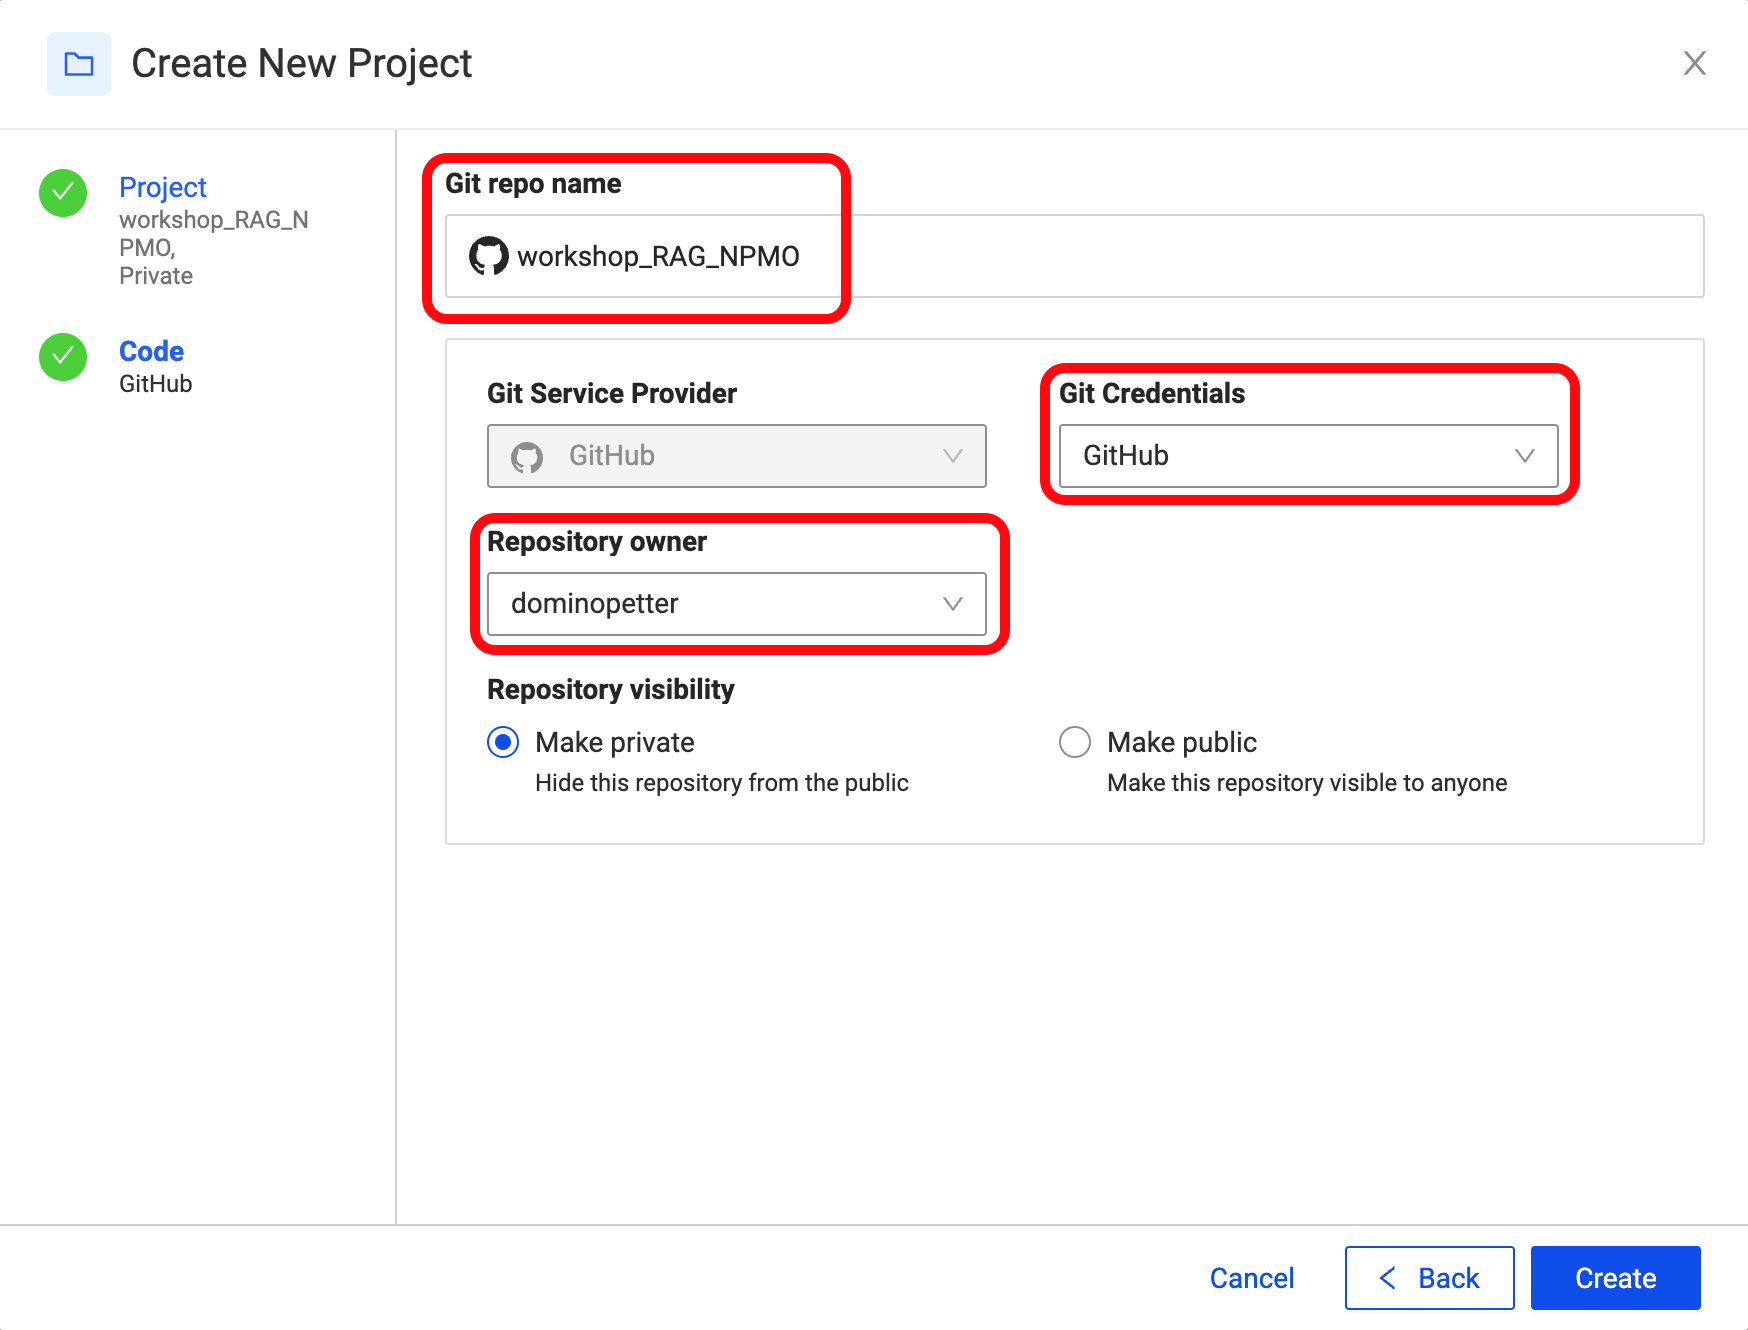 Create New Project
Project
workshop_RAG_N
PMO,
Private
Code
GitHub
Git repo name
workshop_RAG_NPMO
Git Service Provider
GitHub
Git Credentials
GitHub
Repository owner
dominopetter
Repository visibility
Make private
Hide this repository from the public
Make public
Make this repository visible to anyone
Cancel
Back
Create